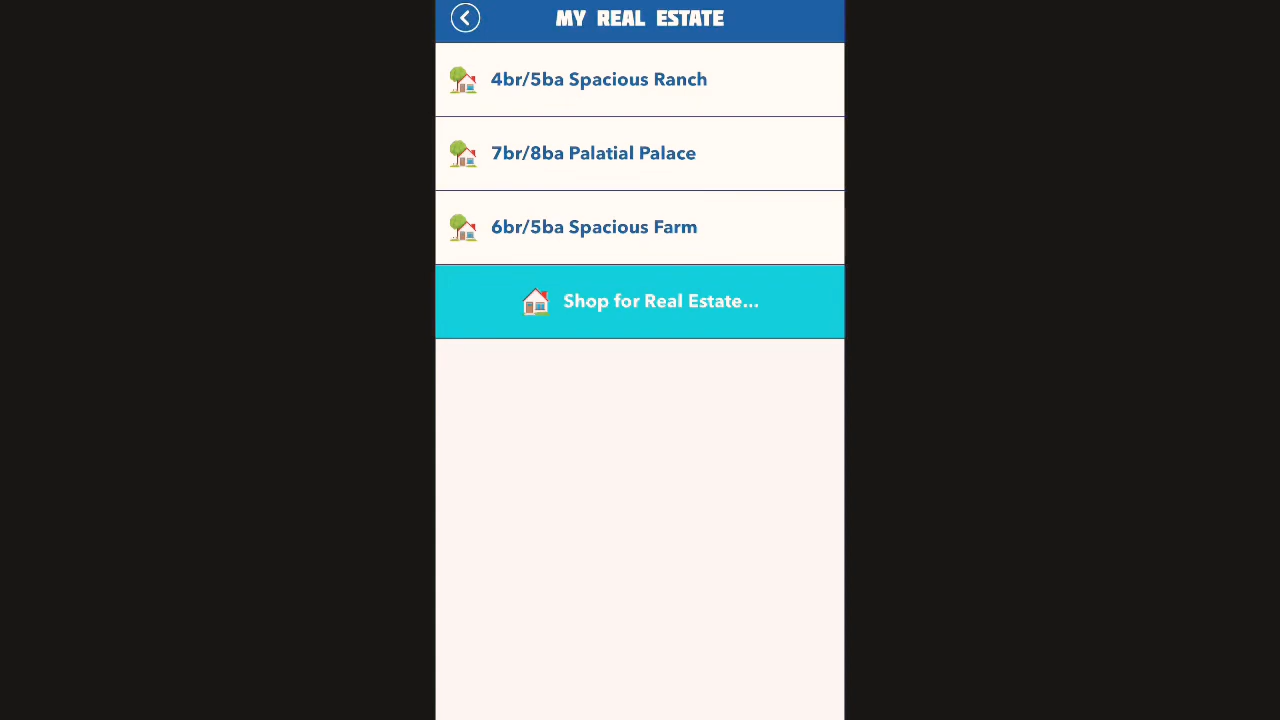 MY REAL ESTATE
4br/5ba Spacious Ranch
7br/8ba Palatial Palace
6br/5ba Spacious Farm
Shop for Real Estate...